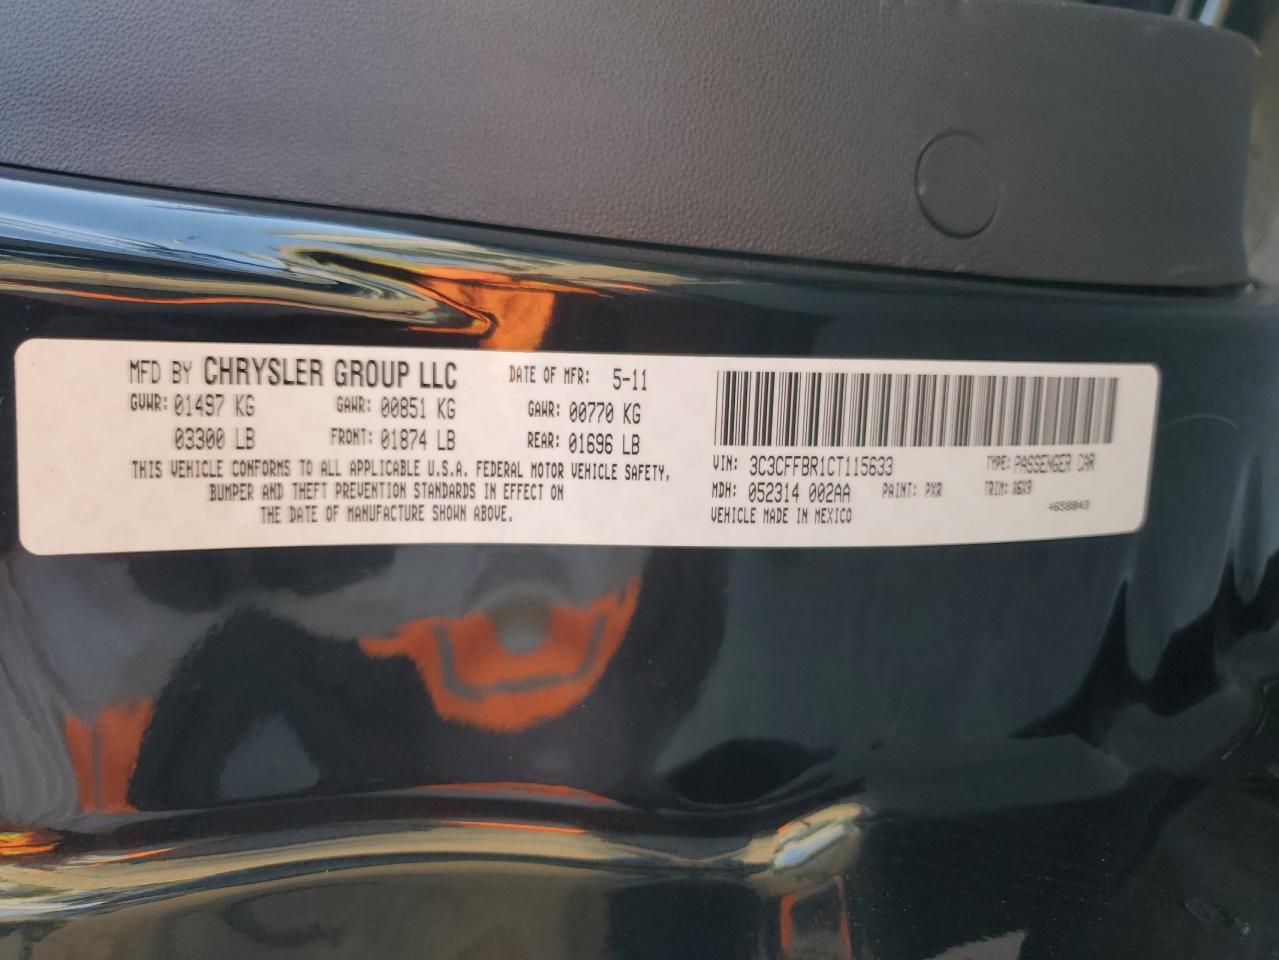 MFD BY CHRYSLER GROUP LLC DATE OF MFR: 5-11
GVWR: 01497 KG GAWR: 00851 KG GAWR: 00770 KG
03300 LB FRONT: 01874 LB REAR: 01696 LB
THIS VEHICLE CONFORMS TO ALL APPLICABLE U.S.A. FEDERAL MOTOR VEHICLE SAFETY,
BUMPER AND THEFT PREVENTION STANDARDS IN EFFECT ON
THE DATE OF MANUFACTURE SHOWN ABOVE.
VIN: 3C3CFFBR1CT115633 TYPE: PASSENGER CAR
MDH: 052314 002AA PAINT: PXR TRIM: X9
VEHICLE MADE IN MEXICO 4658843